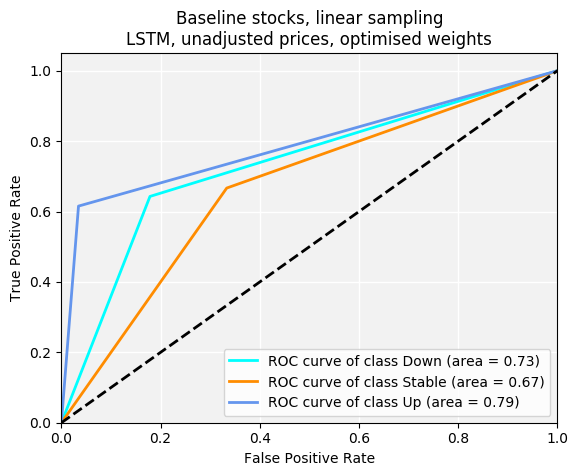 Baseline stocks, linear sampling
LSTM, unadjusted prices, optimised weights
True Positive Rate
1.0
0.8
0.6
0.4
0.2
0.0
0.0 0.2 0.4 0.6 0.8 1.0
False Positive Rate
ROC curve of class Down (area = 0.73)
ROC curve of class Stable (area = 0.67)
ROC curve of class Up (area = 0.79)